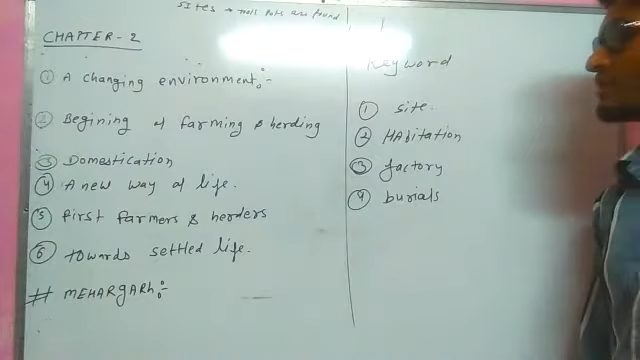 SITES → tools pots are found
CHAPTER - 2
① A changing environment :-
② Begining of farming & herding
③ Domestication
④ A new way of life.
⑤ first farmers & herders
⑥ towards settled life.
# MEHARgARh :-
Keyword
① site.
② HAbitation
③ factory
④ burials